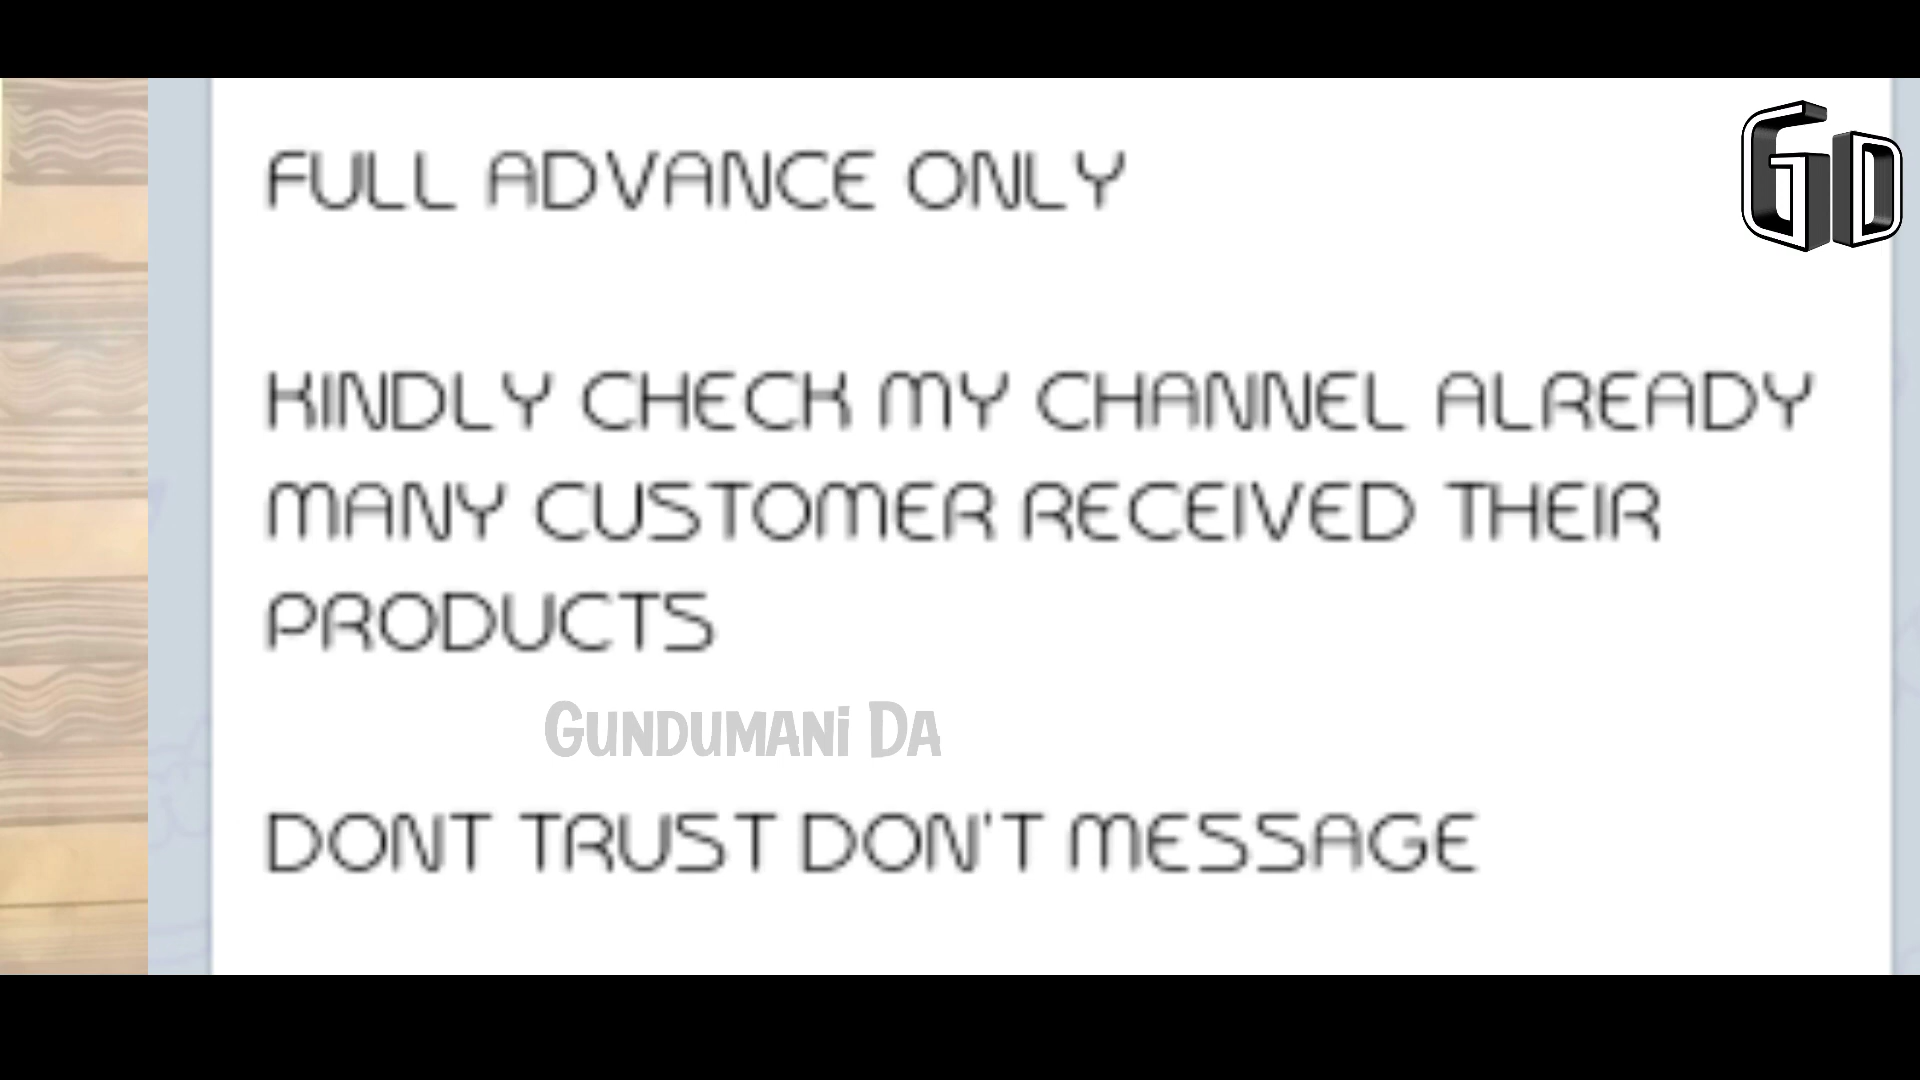 GD
FULL ADVANCE ONLY
KINDLY CHECK MY CHANNEL ALREADY
MANY CUSTOMER RECEIVED THEIR
PRODUCTS
GUNDUMANi DA
DONT TRUST DON'T MESSAGE